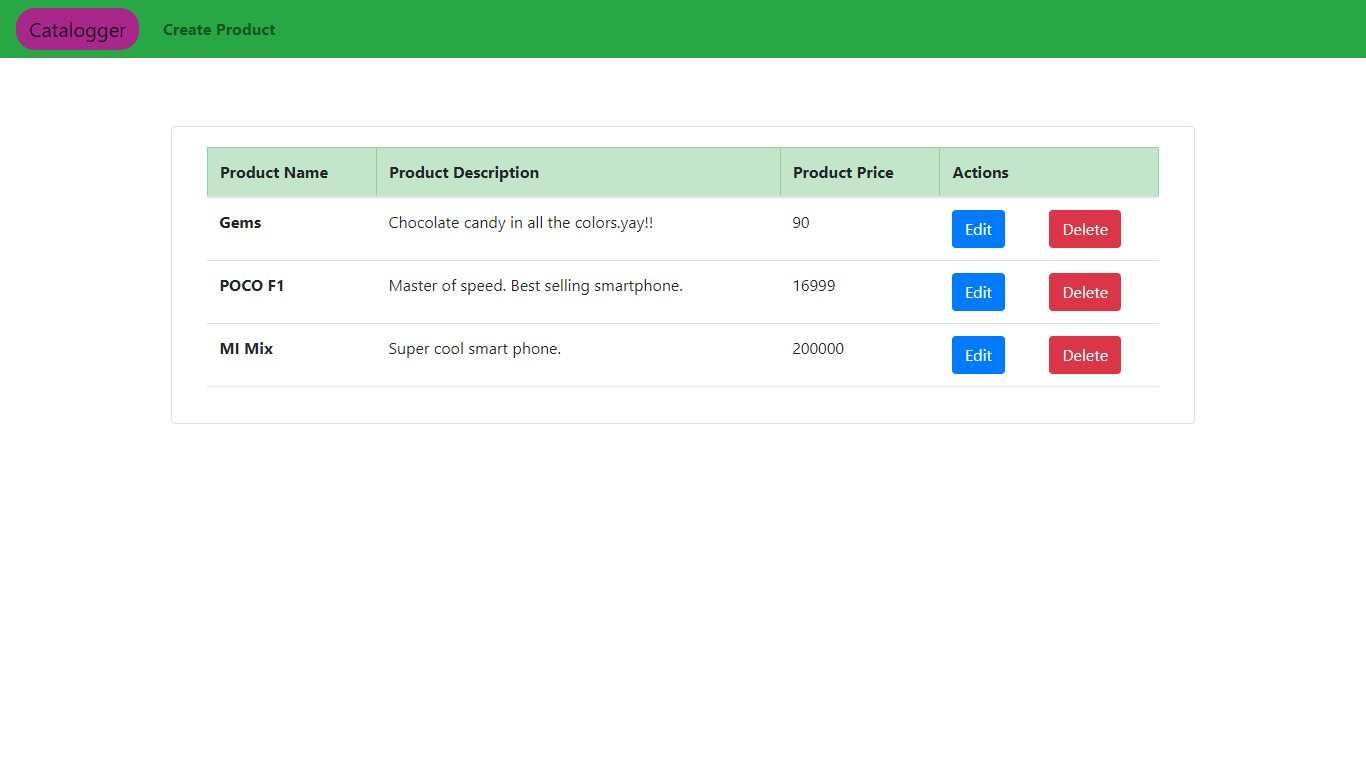 Catalogger Create Product
Product Name Product Description Product Price Actions
Gems Chocolate candy in all the colors.yay!! 90 Edit Delete
POCO F1 Master of speed. Best selling smartphone. 16999 Edit Delete
MI Mix Super cool smart phone. 200000 Edit Delete